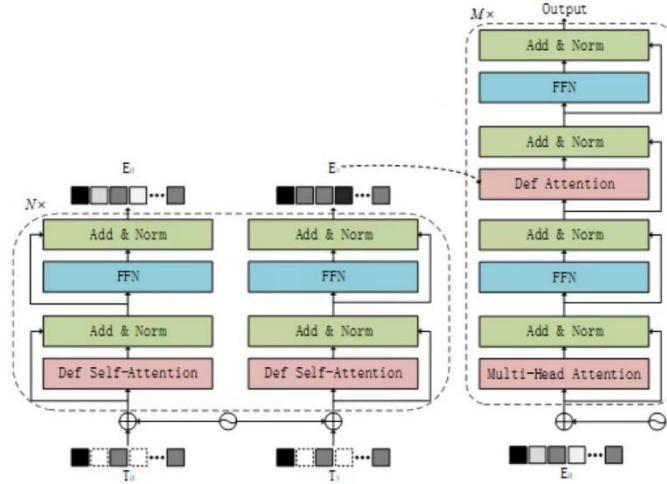 Output
M×
Add & Norm
FFN
Add & Norm
Def Attention
Add & Norm
FFN
Add & Norm
Multi-Head Attention
N×
Add & Norm
FFN
Add & Norm
Def Self-Attention
Add & Norm
FFN
Add & Norm
Def Self-Attention